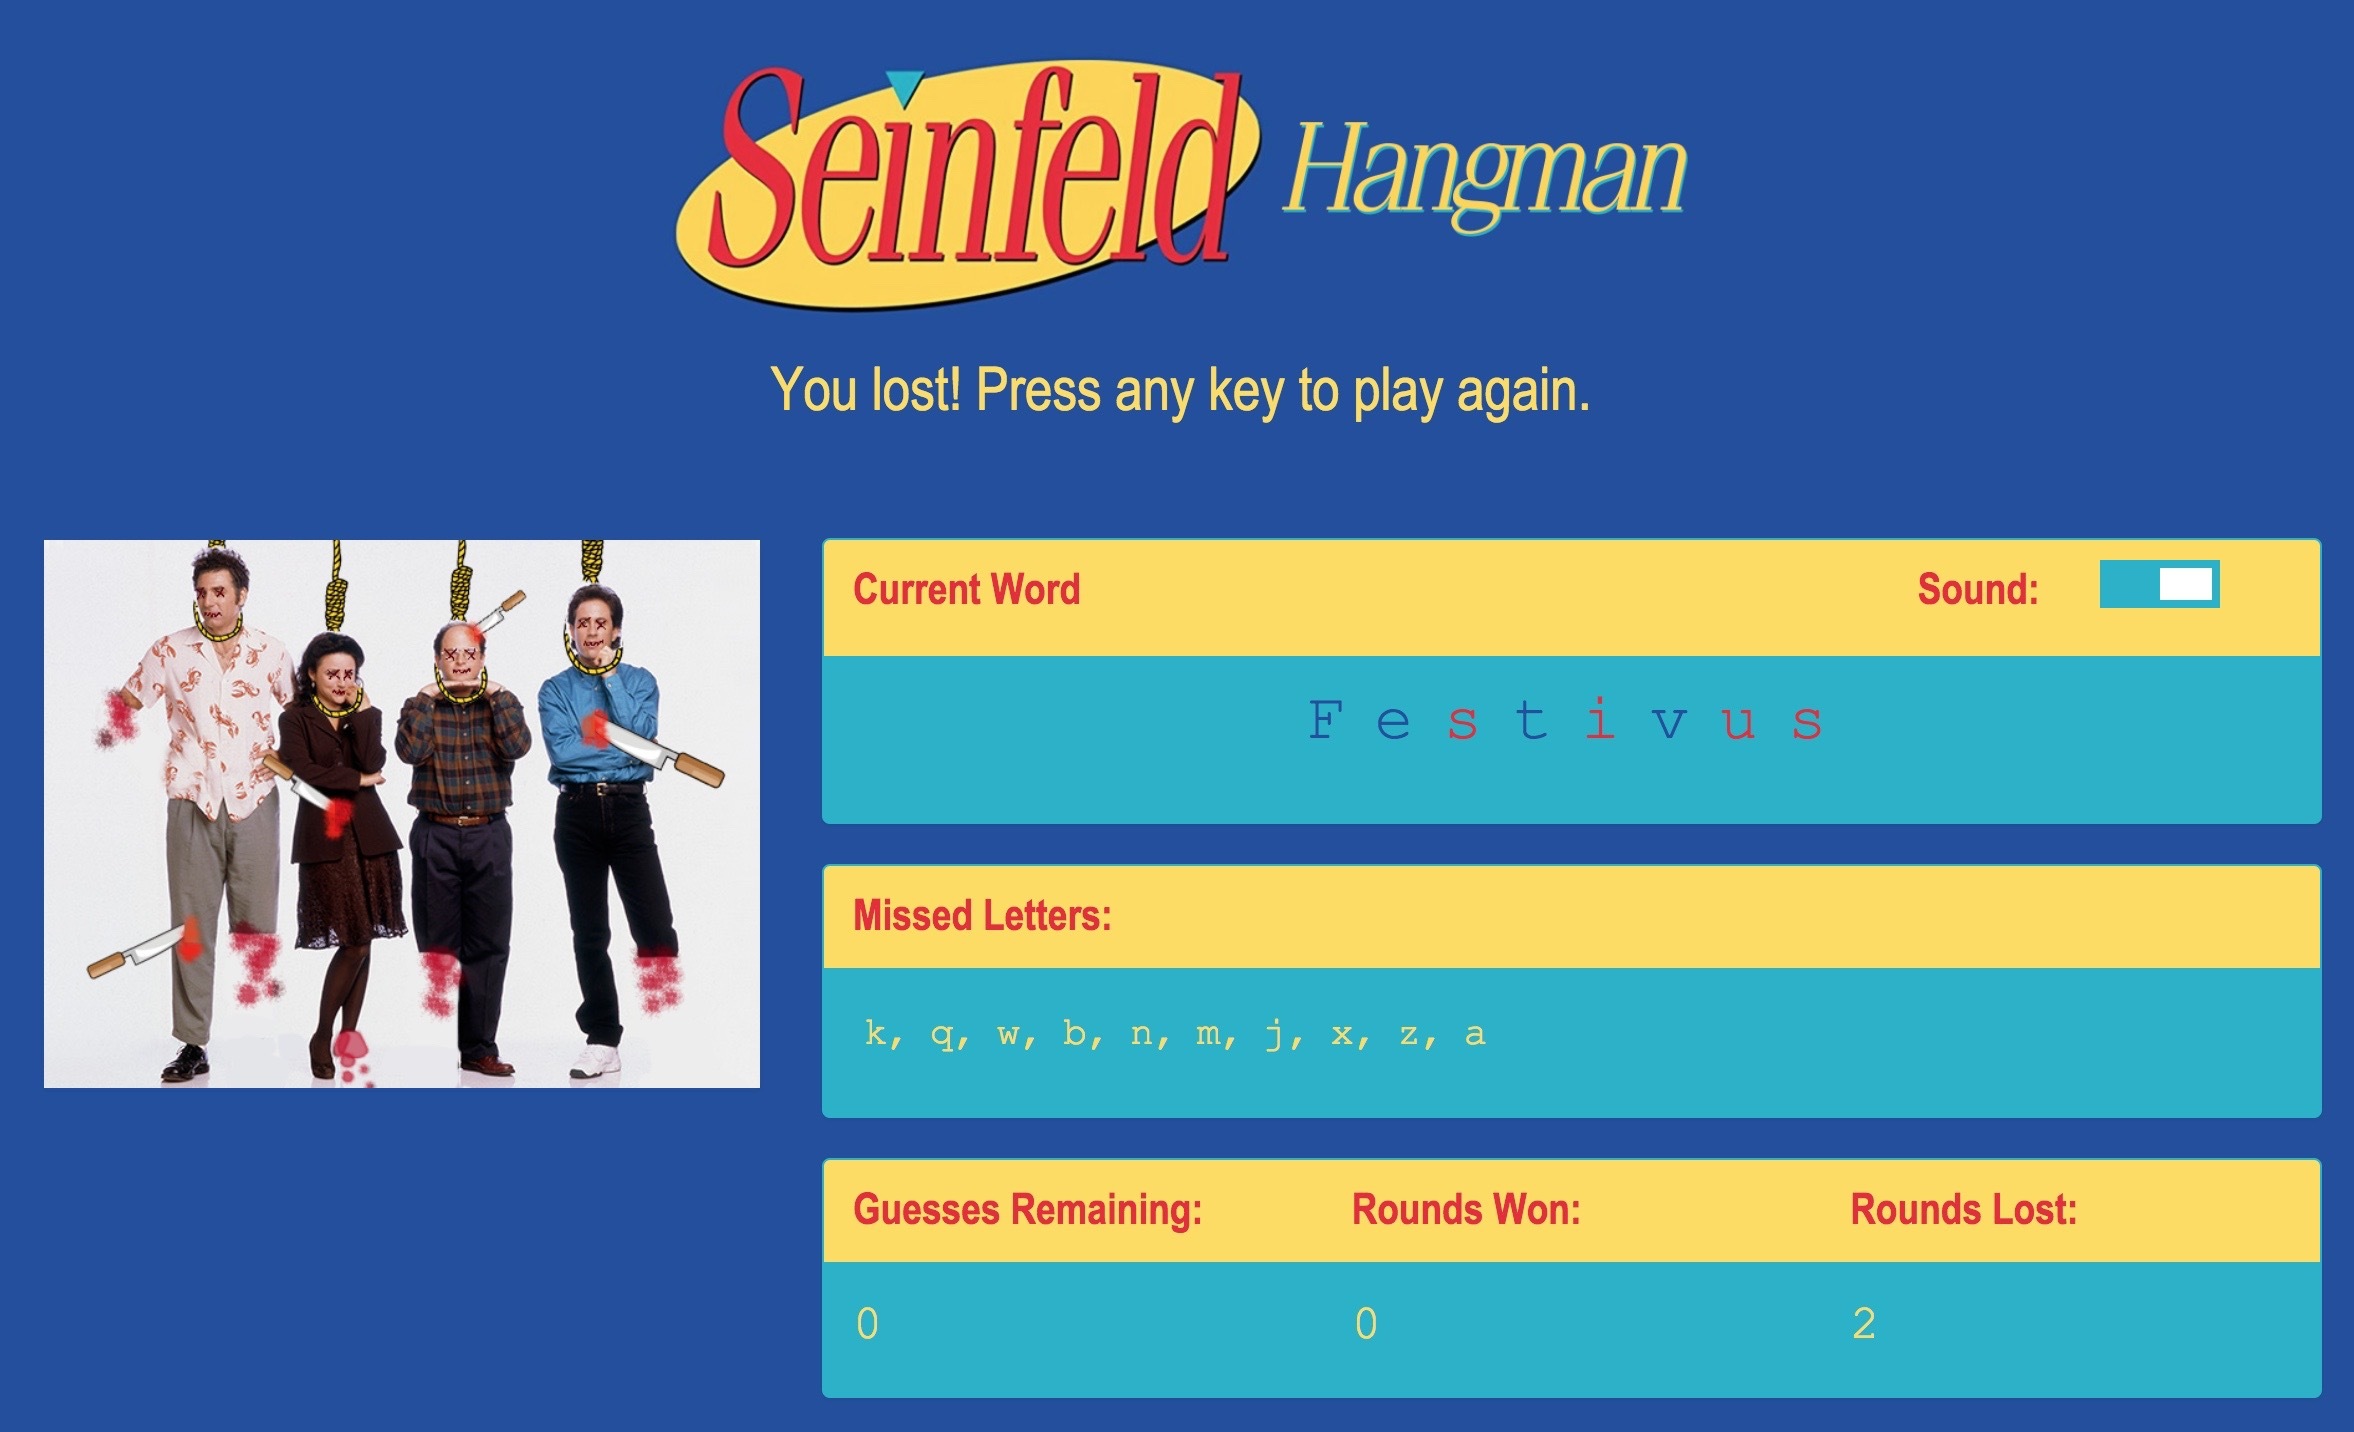 Seinfeld Hangman
You lost! Press any key to play again.
Current Word Sound:
F e s t i v u s
Missed Letters:
k, q, w, b, n, m, j, x, z, a
Guesses Remaining: Rounds Won: Rounds Lost:
0 0 2